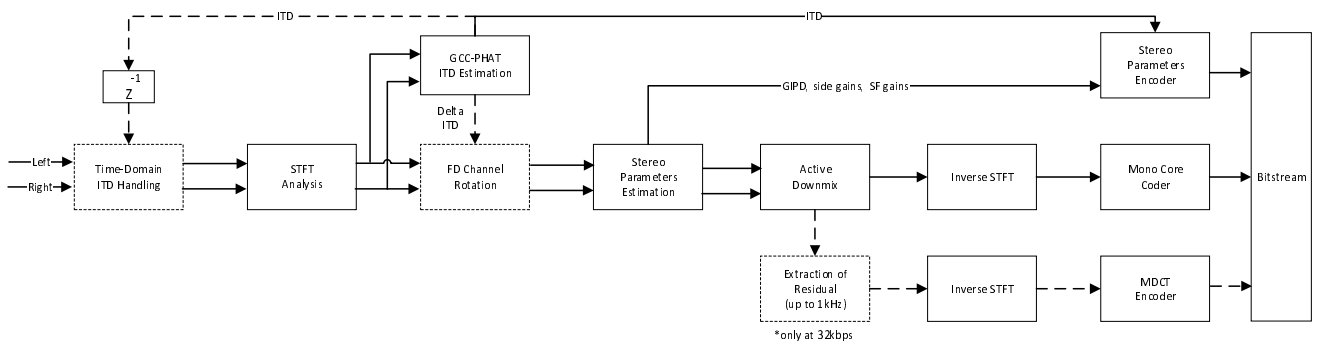 ITD
ITD
-1
Z
GCC-PHAT
ITD Estimation
Stereo
Parameters
Encoder
GIPD, side gains, SF gains
Delta
ITD
Left
Right
Time-Domain
ITD Handling
STFT
Analysis
FD Channel
Rotation
Stereo
Parameters
Estimation
Active
Downmix
Inverse STFT
Mono Core
Coder
Bitstream
Extraction of
Residual
(up to 1kHz)
Inverse STFT
MDCT
Encoder
*only at 32kbps